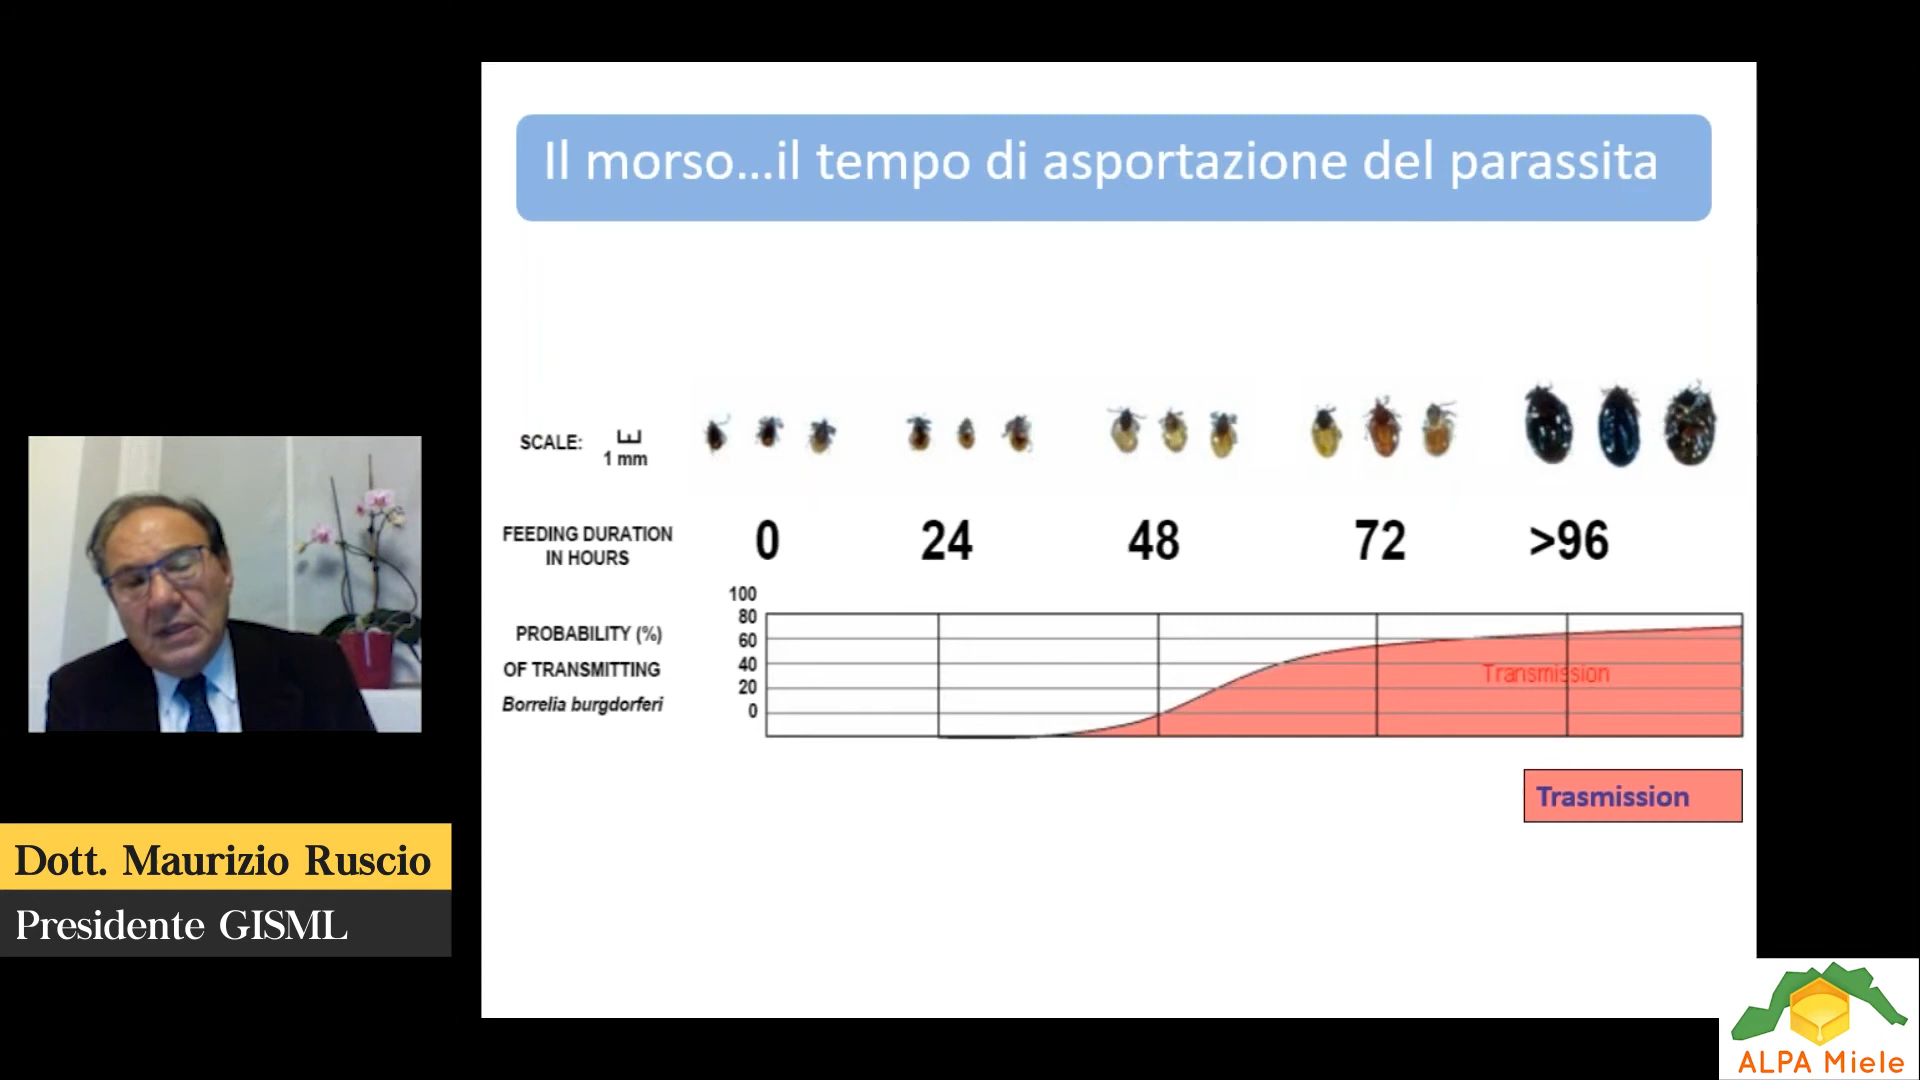 Il morso...il tempo di asportazione del parassita
SCALE:
1 mm
FEEDING DURATION
IN HOURS
0 24 48 72 >96
PROBABILITY (%)
OF TRANSMITTING
Borrelia burgdorferi
100
80
60
40
20
0
Transmission
Trasmission
Dott. Maurizio Ruscio
Presidente GISML
ALPA Miele